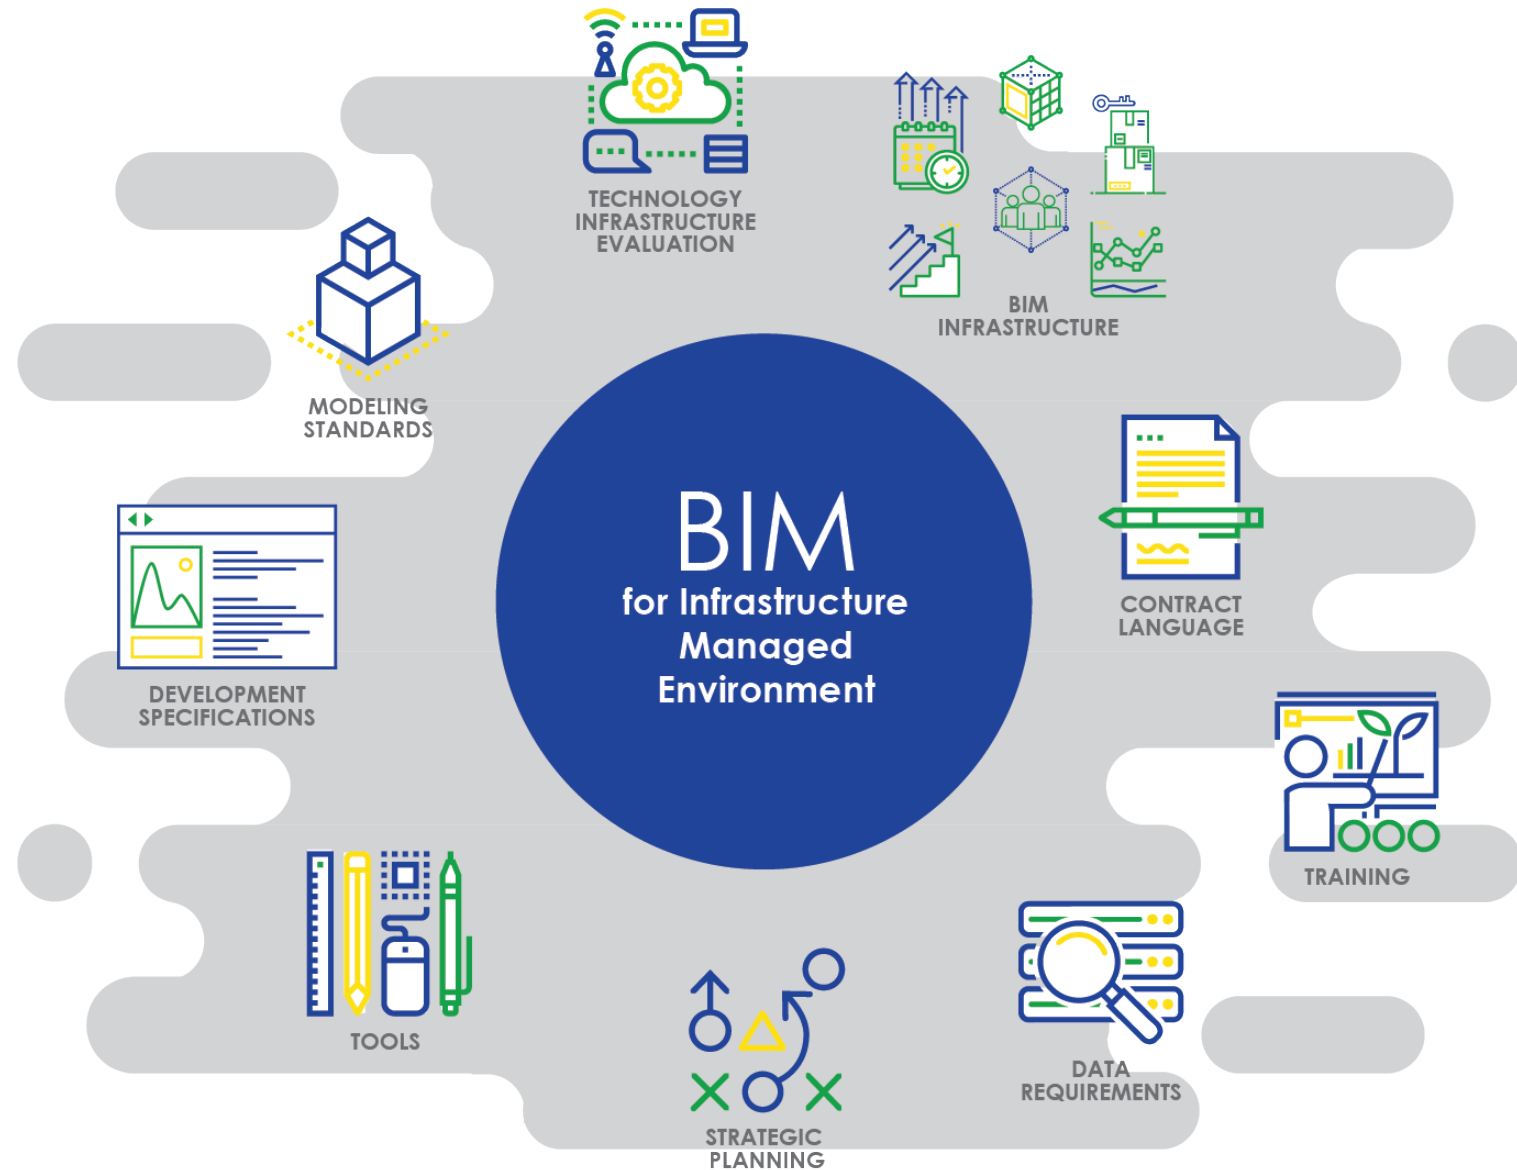 TECHNOLOGY
INFRASTRUCTURE
EVALUATION
BIM
INFRASTRUCTURE
MODELING
STANDARDS
BIM
for Infrastructure
Managed
Environment
CONTRACT
LANGUAGE
DEVELOPMENT
SPECIFICATIONS
TRAINING
TOOLS
DATA
REQUIREMENTS
STRATEGIC
PLANNING